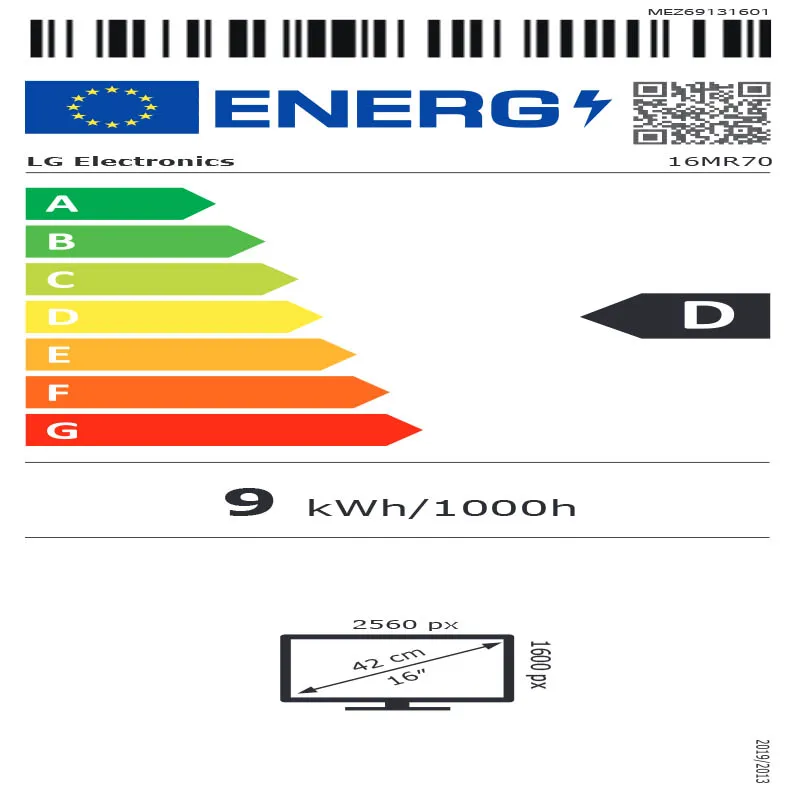 MEZ69131601
ENERG
LG Electronics 16MR70
A
B
C
D
D
E
F
G
9 kWh/1000h
2560 px
1600 px
42 cm
16″
2019/2013